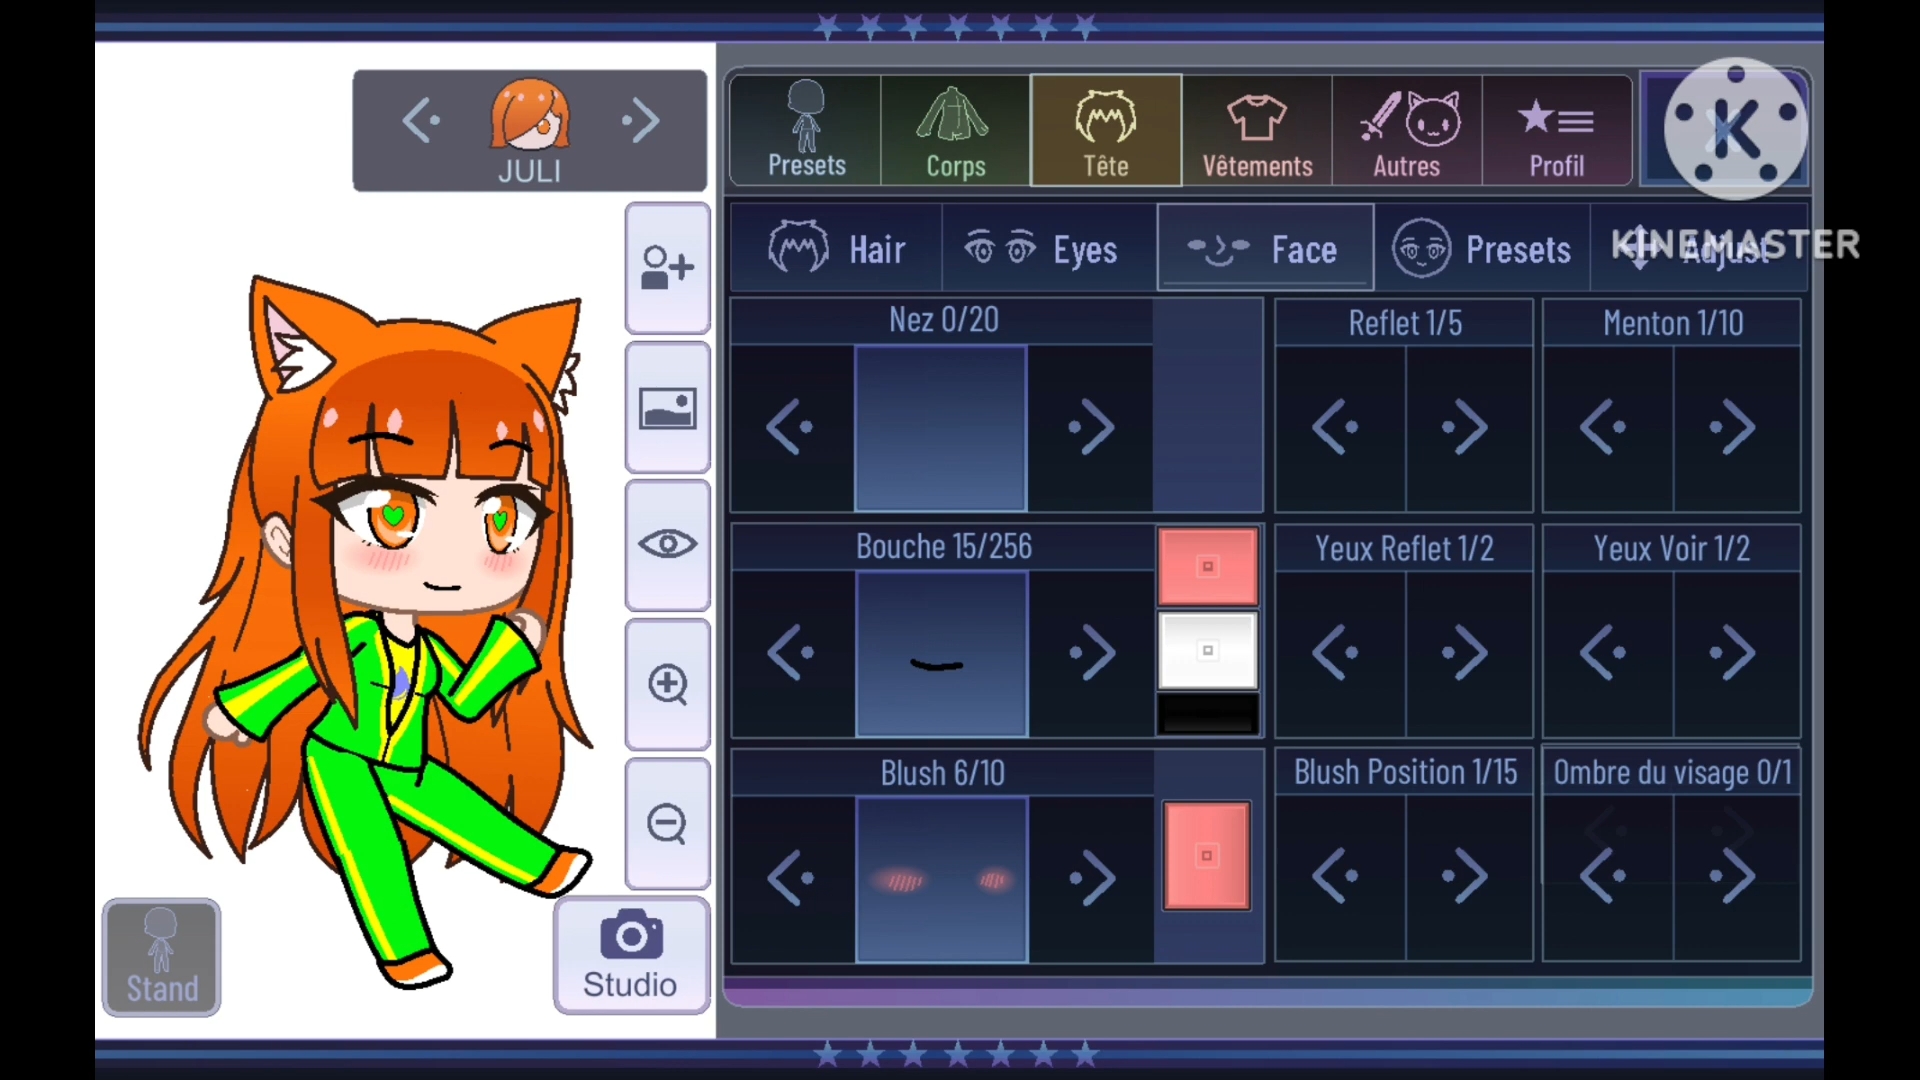 JULI
Presets
Corps
Tête
Vêtements
Autres
Profil
K
KINEMASTER
Hair
Eyes
Face
Presets
Adjust
Nez 0/20
Reflet 1/5
Menton 1/10
Bouche 15/256
Yeux Reflet 1/2
Yeux Voir 1/2
Blush 6/10
Blush Position 1/15
Ombre du visage 0/1
Stand
Studio